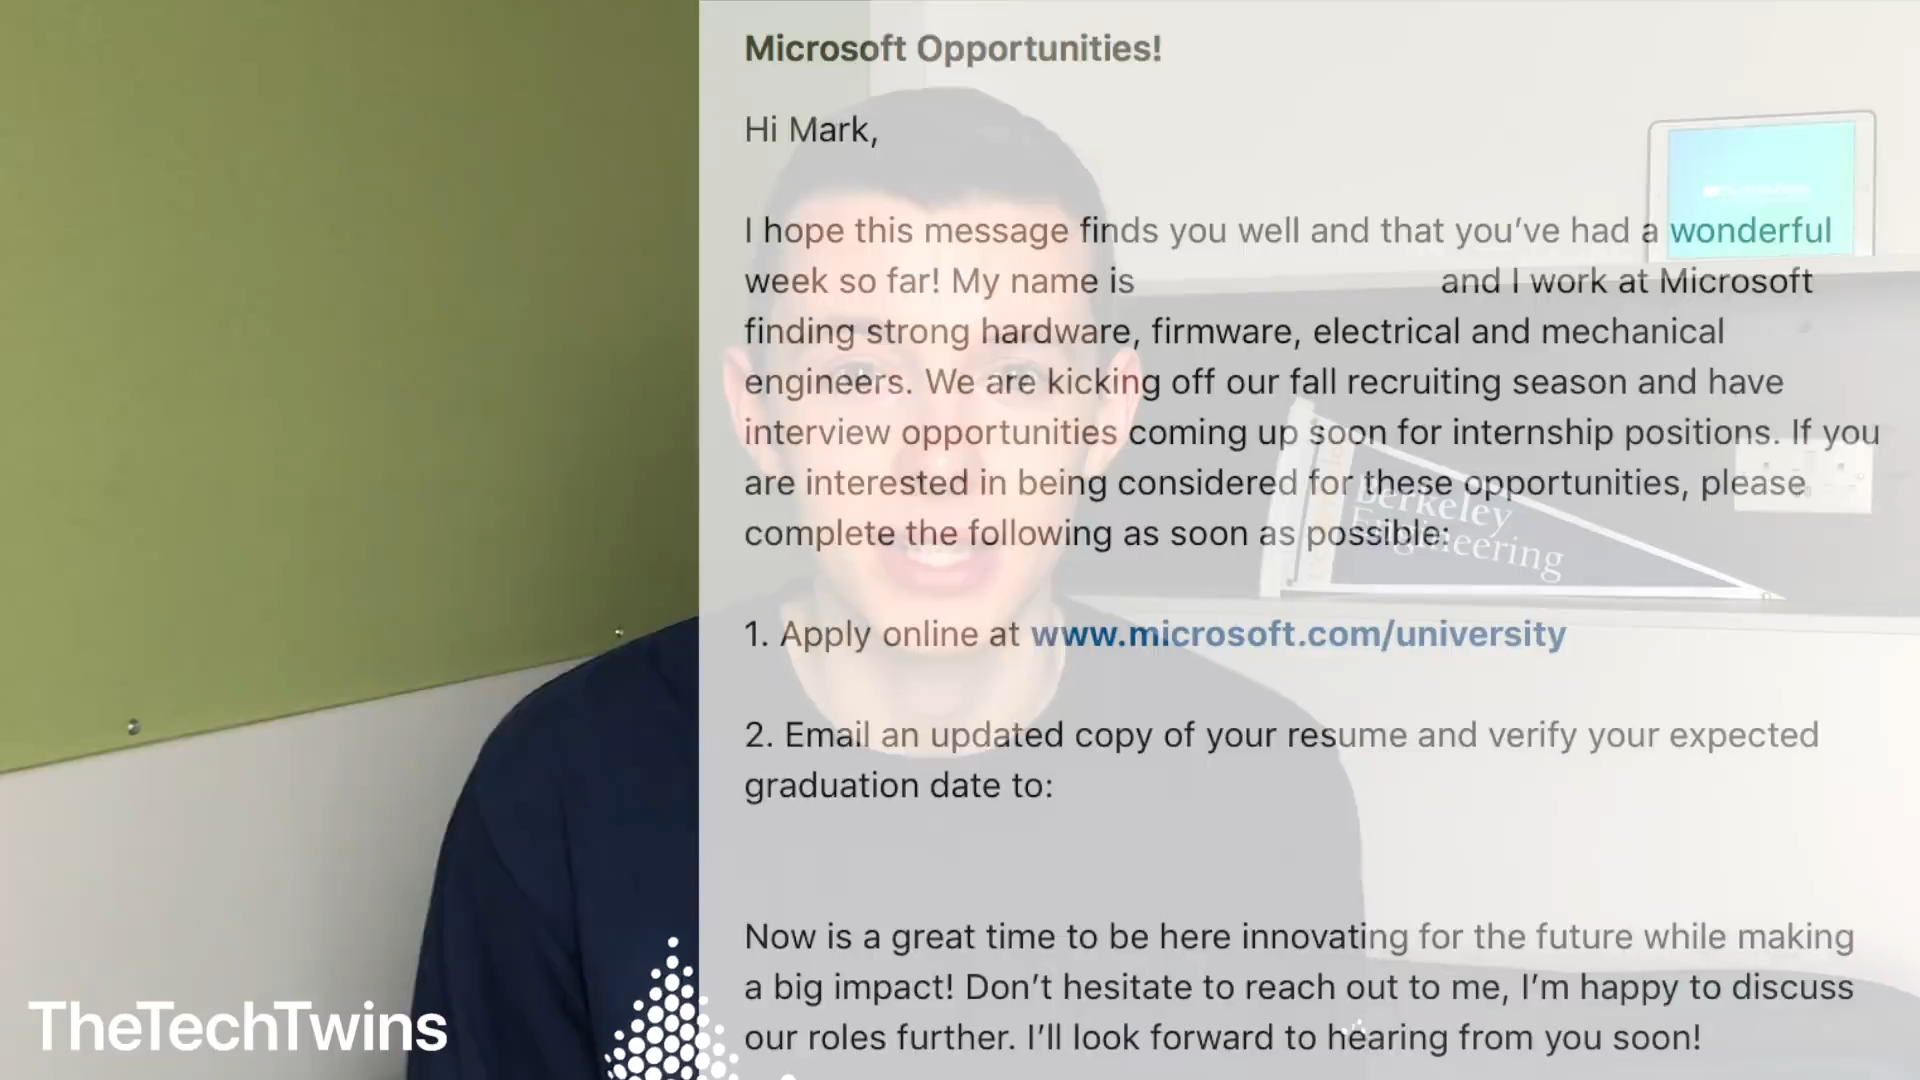 Microsoft Opportunities!
Hi Mark,
I hope this message finds you well and that you've had a wonderful
week so far! My name is and I work at Microsoft
finding strong hardware, firmware, electrical and mechanical
engineers. We are kicking off our fall recruiting season and have
interview opportunities coming up soon for internship positions. If you
are interested in being considered for these opportunities, please
complete the following as soon as possible:
Berkeley
Engineering
1. Apply online at www.microsoft.com/university
2. Email an updated copy of your resume and verify your expected
graduation date to:
Now is a great time to be here innovating for the future while making
a big impact! Don't hesitate to reach out to me, I'm happy to discuss
our roles further. I'll look forward to hearing from you soon!
TheTechTwins